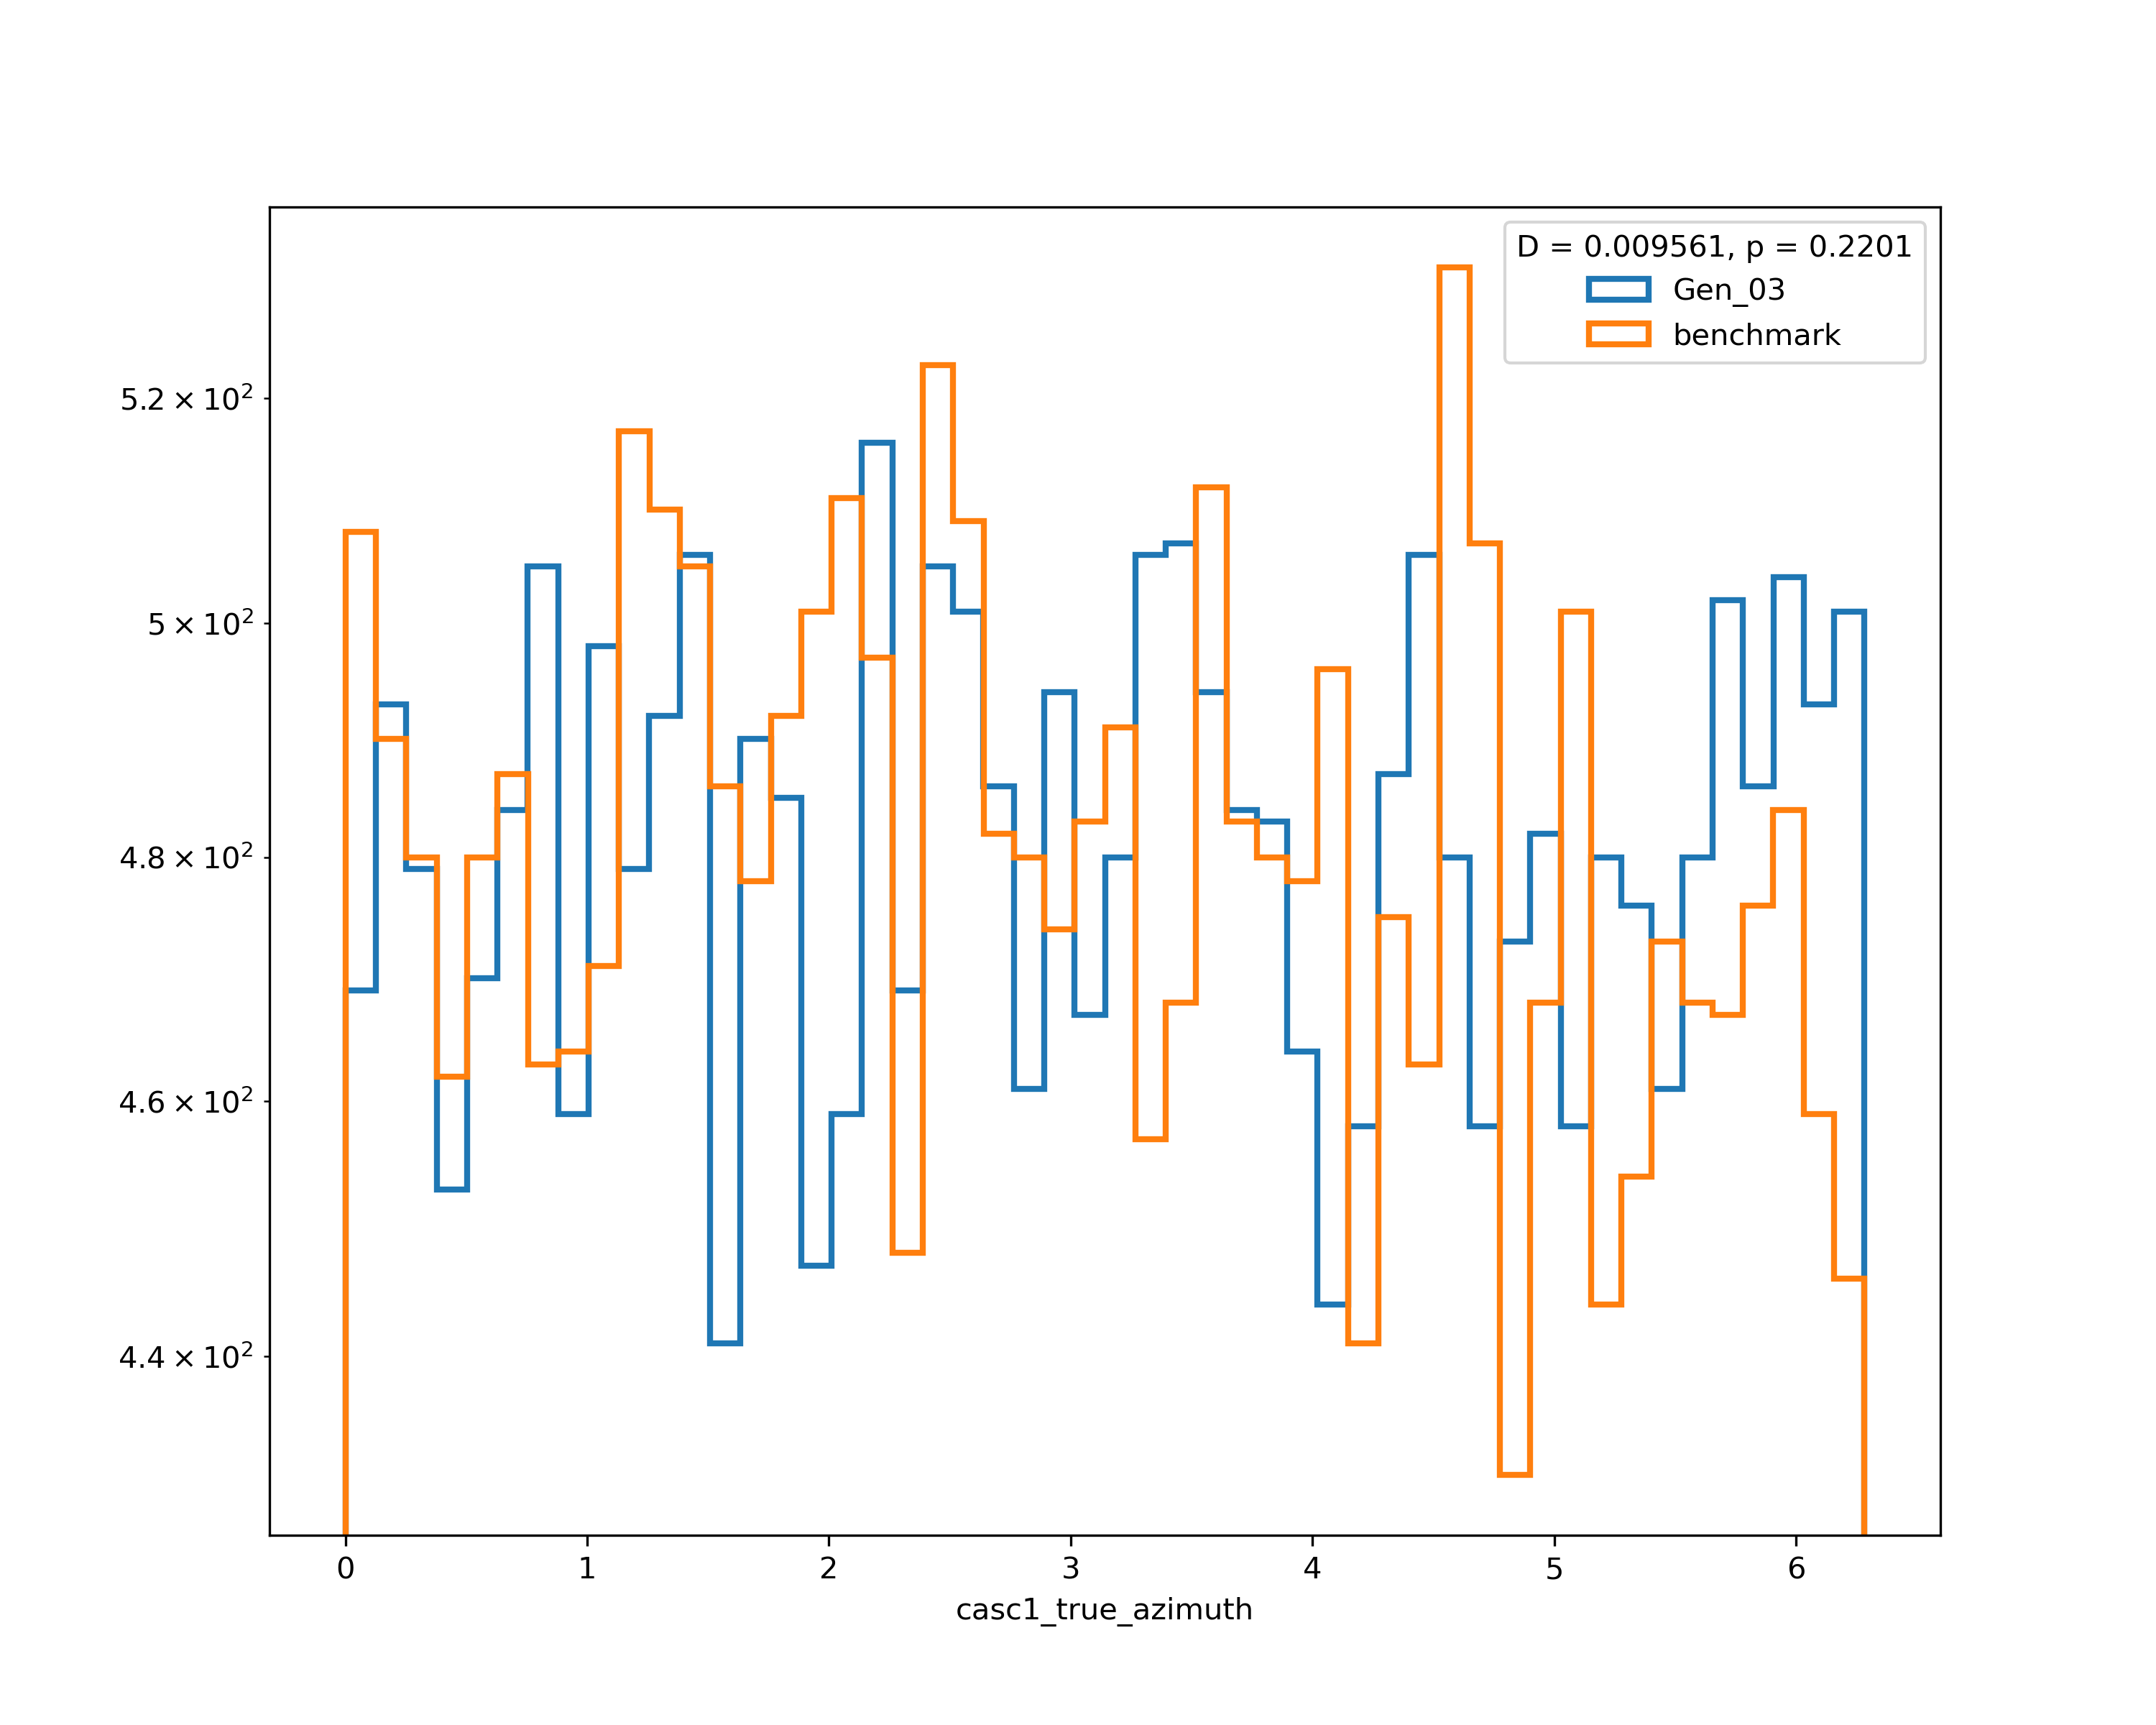 D = 0.009561, p = 0.2201
Gen_03
benchmark
5.2 × 10²
5 × 10²
4.8 × 10²
4.6 × 10²
4.4 × 10²
0 1 2 3 4 5 6
casc1_true_azimuth